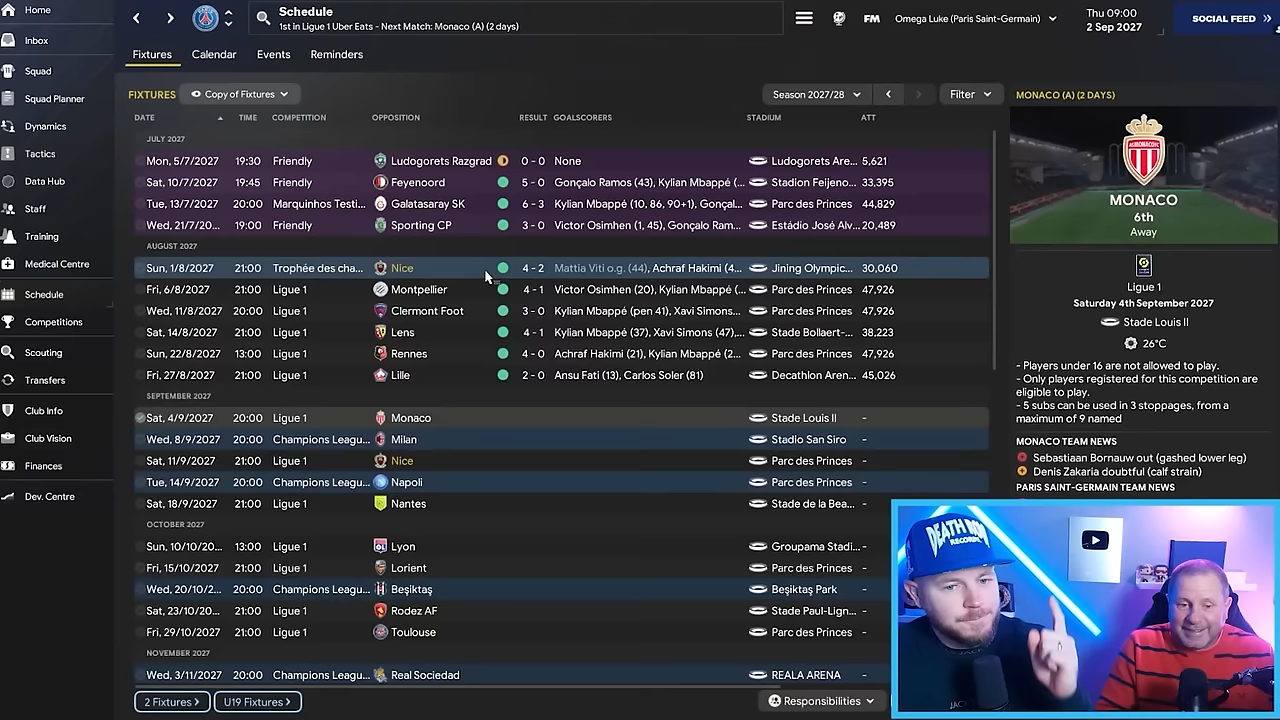 Home
Inbox
Squad
Squad Planner
Dynamics
Tactics
Data Hub
Staff
Training
Medical Centre
Schedule
Competitions
Scouting
Transfers
Club Info
Club Vision
Finances
Dev. Centre
Schedule
1st in Ligue 1 Uber Eats - Next Match: Monaco (A) (2 days)
FM
Omega Luke (Paris Saint-Germain)
Thu 09:00
2 Sep 2027
SOCIAL FEED
Fixtures Calendar Events Reminders
FIXTURES Copy of Fixtures Season 2027/28 Filter
DATE TIME COMPETITION OPPOSITION RESULT GOALSCORERS STADIUM ATT
JULY 2027
Mon, 5/7/2027 19:30 Friendly Ludogorets Razgrad 0 - 0 None Ludogorets Are... 5,621
Sat, 10/7/2027 19:45 Friendly Feyenoord 5 - 0 Gonçalo Ramos (43), Kylian Mbappé (... Stadion Feijeno... 33,395
Tue, 13/7/2027 20:00 Marquinhos Testi... Galatasaray SK 6 - 3 Kylian Mbappé (10, 86, 90+1), Gonçal... Parc des Princes 44,829
Wed, 21/7/20... 19:00 Friendly Sporting CP 3 - 0 Victor Osimhen (1, 45), Gonçalo Ram... Estádio José Alv... 20,489
AUGUST 2027
Sun, 1/8/2027 21:00 Trophée des cha... Nice 4 - 2 Mattia Viti o.g. (44), Achraf Hakimi (4... Jining Olympic... 30,060
Fri, 6/8/2027 21:00 Ligue 1 Montpellier 4 - 1 Victor Osimhen (20), Kylian Mbappé (... Parc des Princes 47,926
Wed, 11/8/2027 20:00 Ligue 1 Clermont Foot 3 - 0 Kylian Mbappé (pen 41), Xavi Simons... Parc des Princes 47,926
Sat, 14/8/2027 21:00 Ligue 1 Lens 4 - 1 Kylian Mbappé (37), Xavi Simons (47),... Stade Bollaert-... 38,223
Sun, 22/8/2027 13:00 Ligue 1 Rennes 4 - 0 Achraf Hakimi (21), Kylian Mbappé (2... Parc des Princes 47,926
Fri, 27/8/2027 21:00 Ligue 1 Lille 2 - 0 Ansu Fati (13), Carlos Soler (81) Decathlon Aren... 45,026
SEPTEMBER 2027
Sat, 4/9/2027 20:00 Ligue 1 Monaco Stade Louis II -
Wed, 8/9/2027 20:00 Champions Leagu... Milan Stadio San Siro -
Sat, 11/9/2027 21:00 Ligue 1 Nice Parc des Princes -
Tue, 14/9/2027 20:00 Champions Leagu... Napoli Parc des Princes -
Sat, 18/9/2027 21:00 Ligue 1 Nantes Stade de la Bea... -
OCTOBER 2027
Sun, 10/10/20... 13:00 Ligue 1 Lyon Groupama Stadi... -
Fri, 15/10/2027 21:00 Ligue 1 Lorient Parc des Princes -
Wed, 20/10/2... 20:00 Champions Leagu... Beşiktaş Beşiktaş Park -
Sat, 23/10/20... 21:00 Ligue 1 Rodez AF Stade Paul-Lign... -
Fri, 29/10/2027 21:00 Ligue 1 Toulouse Parc des Princes -
NOVEMBER 2027
Wed, 3/11/2027 20:00 Champions Leagu... Real Sociedad REALA ARENA -
2 Fixtures U19 Fixtures Responsibilities
MONACO (A) (2 DAYS)
MONACO
6th
Away
Ligue 1
Saturday 4th September 2027
Stade Louis II
26°C
- Players under 16 are not allowed to play.
- Only players registered for this competition are
eligible to play.
- 5 subs can be used in 3 stoppages, from a
maximum of 9 named
MONACO TEAM NEWS
Sebastiaan Bornauw out (gashed lower leg)
Denis Zakaria doubtful (calf strain)
PARIS SAINT-GERMAIN TEAM NEWS
DEATH ROW
RECORDS